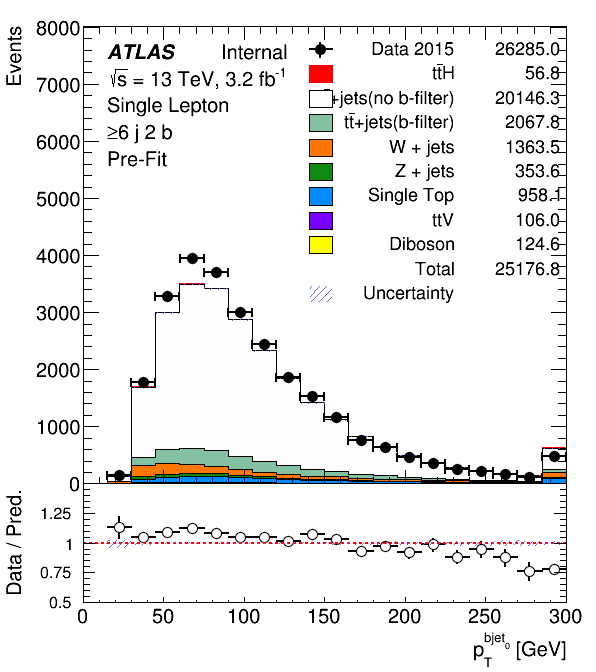 Events
8000
7000
6000
5000
4000
3000
2000
1000
0
ATLAS Internal
√s = 13 TeV, 3.2 fb-1
Single Lepton
≥6 j 2 b
Pre-Fit
Data 2015 26285.0
tt̄H 56.8
+jets(no b-filter) 20146.3
tt̄+jets(b-filter) 2067.8
W + jets 1363.5
Z + jets 353.6
Single Top 958.1
ttV 106.0
Diboson 124.6
Total 25176.8
Uncertainty
Data / Pred.
1.25
1
0.75
0.5
0 50 100 150 200 250 300
pT bjet0 [GeV]